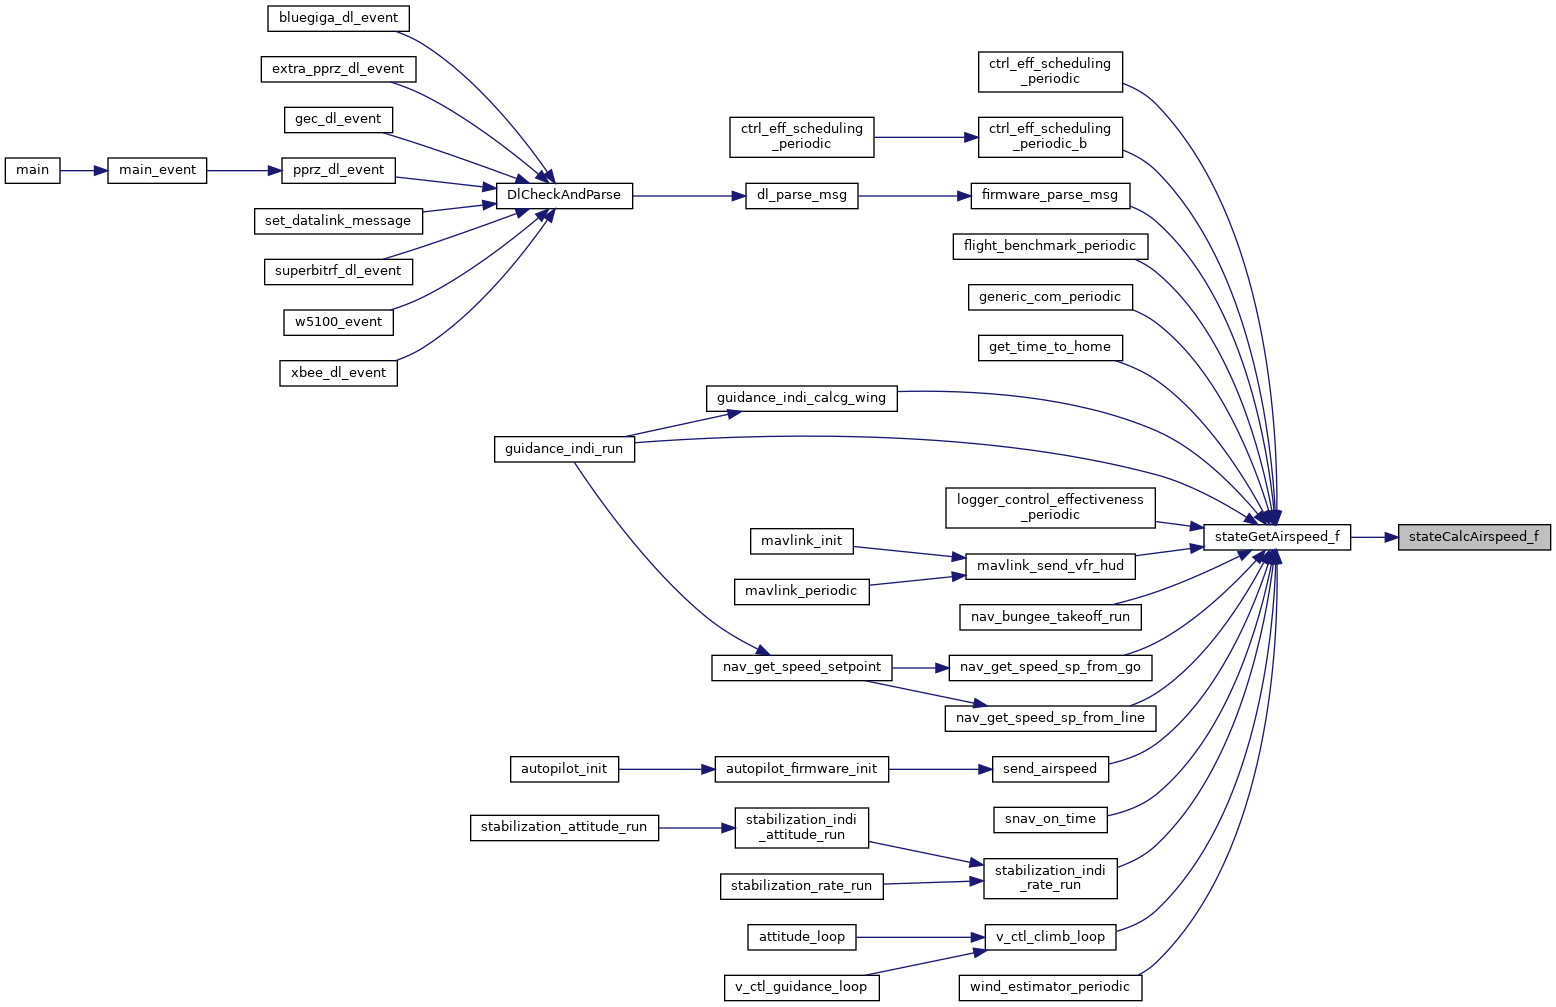 bluegiga_dl_event
extra_pprz_dl_event
gec_dl_event
main
main_event
pprz_dl_event
set_datalink_message
superbitrf_dl_event
w5100_event
xbee_dl_event
DlCheckAndParse
ctrl_eff_scheduling
_periodic
dl_parse_msg
ctrl_eff_scheduling
_periodic
ctrl_eff_scheduling
_periodic_b
firmware_parse_msg
flight_benchmark_periodic
generic_com_periodic
get_time_to_home
guidance_indi_calcg_wing
guidance_indi_run
logger_control_effectiveness
_periodic
stateGetAirspeed_f
stateCalcAirspeed_f
mavlink_init
mavlink_send_vfr_hud
mavlink_periodic
nav_bungee_takeoff_run
nav_get_speed_setpoint
nav_get_speed_sp_from_go
nav_get_speed_sp_from_line
autopilot_init
autopilot_firmware_init
send_airspeed
snav_on_time
stabilization_attitude_run
stabilization_indi
_attitude_run
stabilization_rate_run
stabilization_indi
_rate_run
attitude_loop
v_ctl_climb_loop
v_ctl_guidance_loop
wind_estimator_periodic